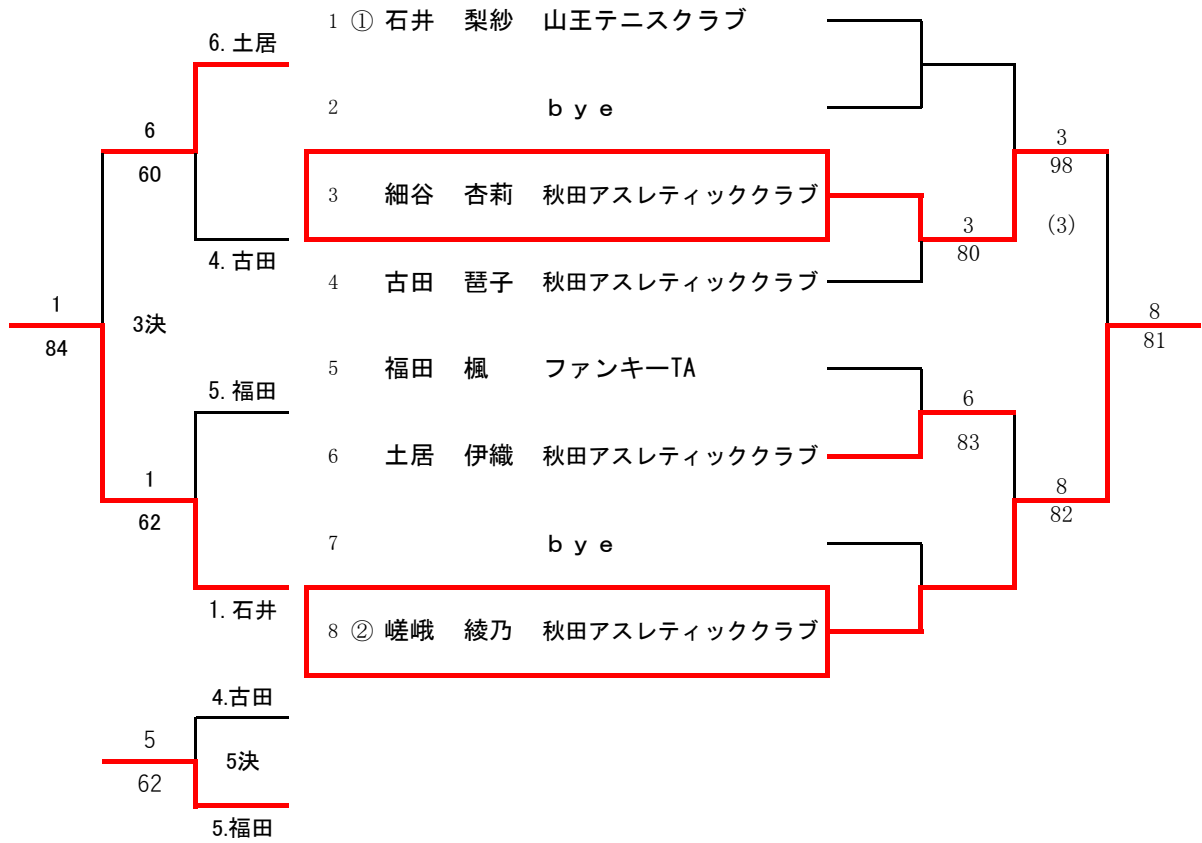 1 ① 石井 梨紗 山王テニスクラブ
6. 土居
2 bye
6
60
3
98
3 細谷 杏莉 秋田アスレティッククラブ
3
80
(3)
4. 古田
4 古田 琶子 秋田アスレティッククラブ
1
84
3決
8
81
5 福田 楓 ファンキーTA
5. 福田
6
83
6 土居 伊織 秋田アスレティッククラブ
1
62
8
82
7 bye
1. 石井
8 ② 嵯峨 綾乃 秋田アスレティッククラブ
4.古田
5
62
5決
5.福田